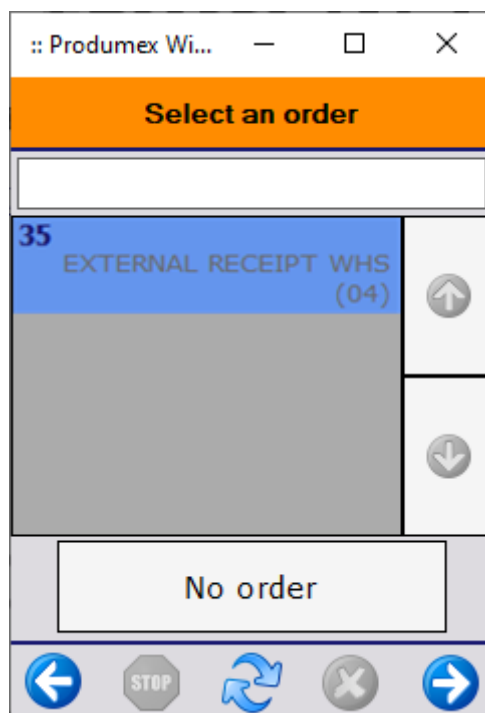 :: Produmex Wi...
Select an order
35
EXTERNAL RECEIPT WHS
(04)
No order
STOP